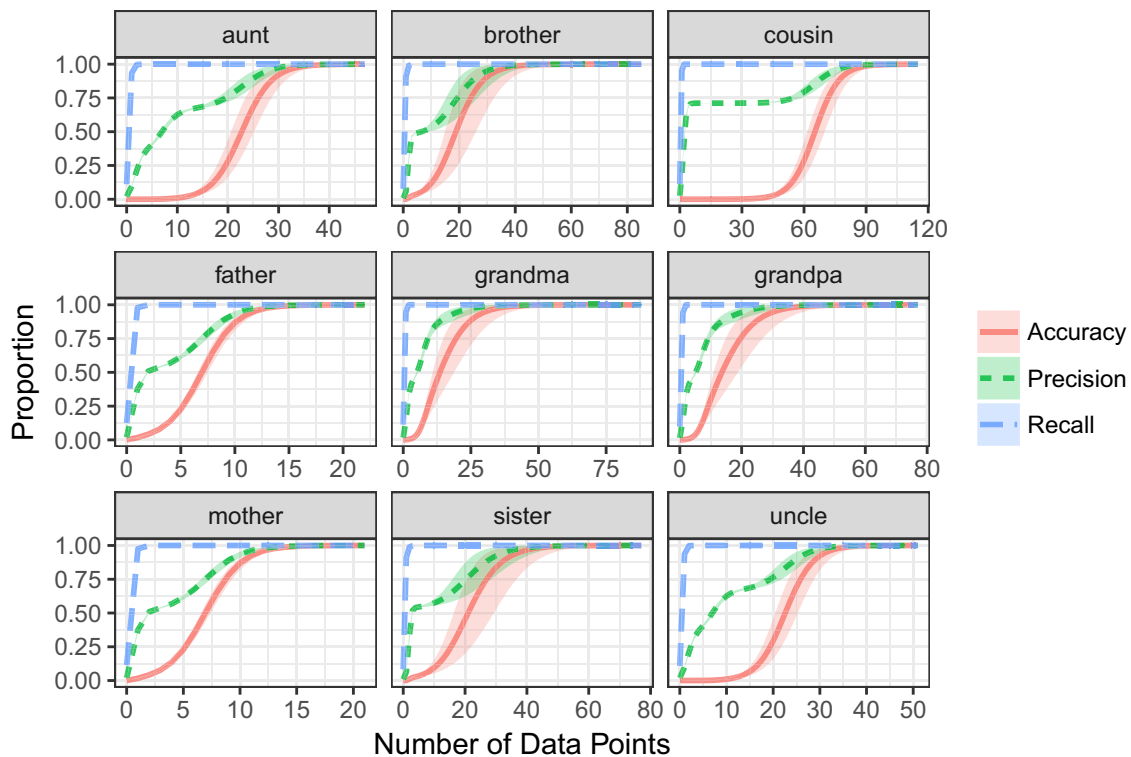 aunt brother cousin
1.00
0.75
0.50
0.25
0.00
0 10 20 30 40 0 20 40 60 80 0 30 60 90 120
father grandma grandpa
1.00
0.75
0.50
0.25
0.00
0 5 10 15 20 0 25 50 75 0 20 40 60 80
mother sister uncle
1.00
0.75
0.50
0.25
0.00
0 5 10 15 20 0 20 40 60 80 0 10 20 30 40 50
Proportion
Number of Data Points
Accuracy
Precision
Recall